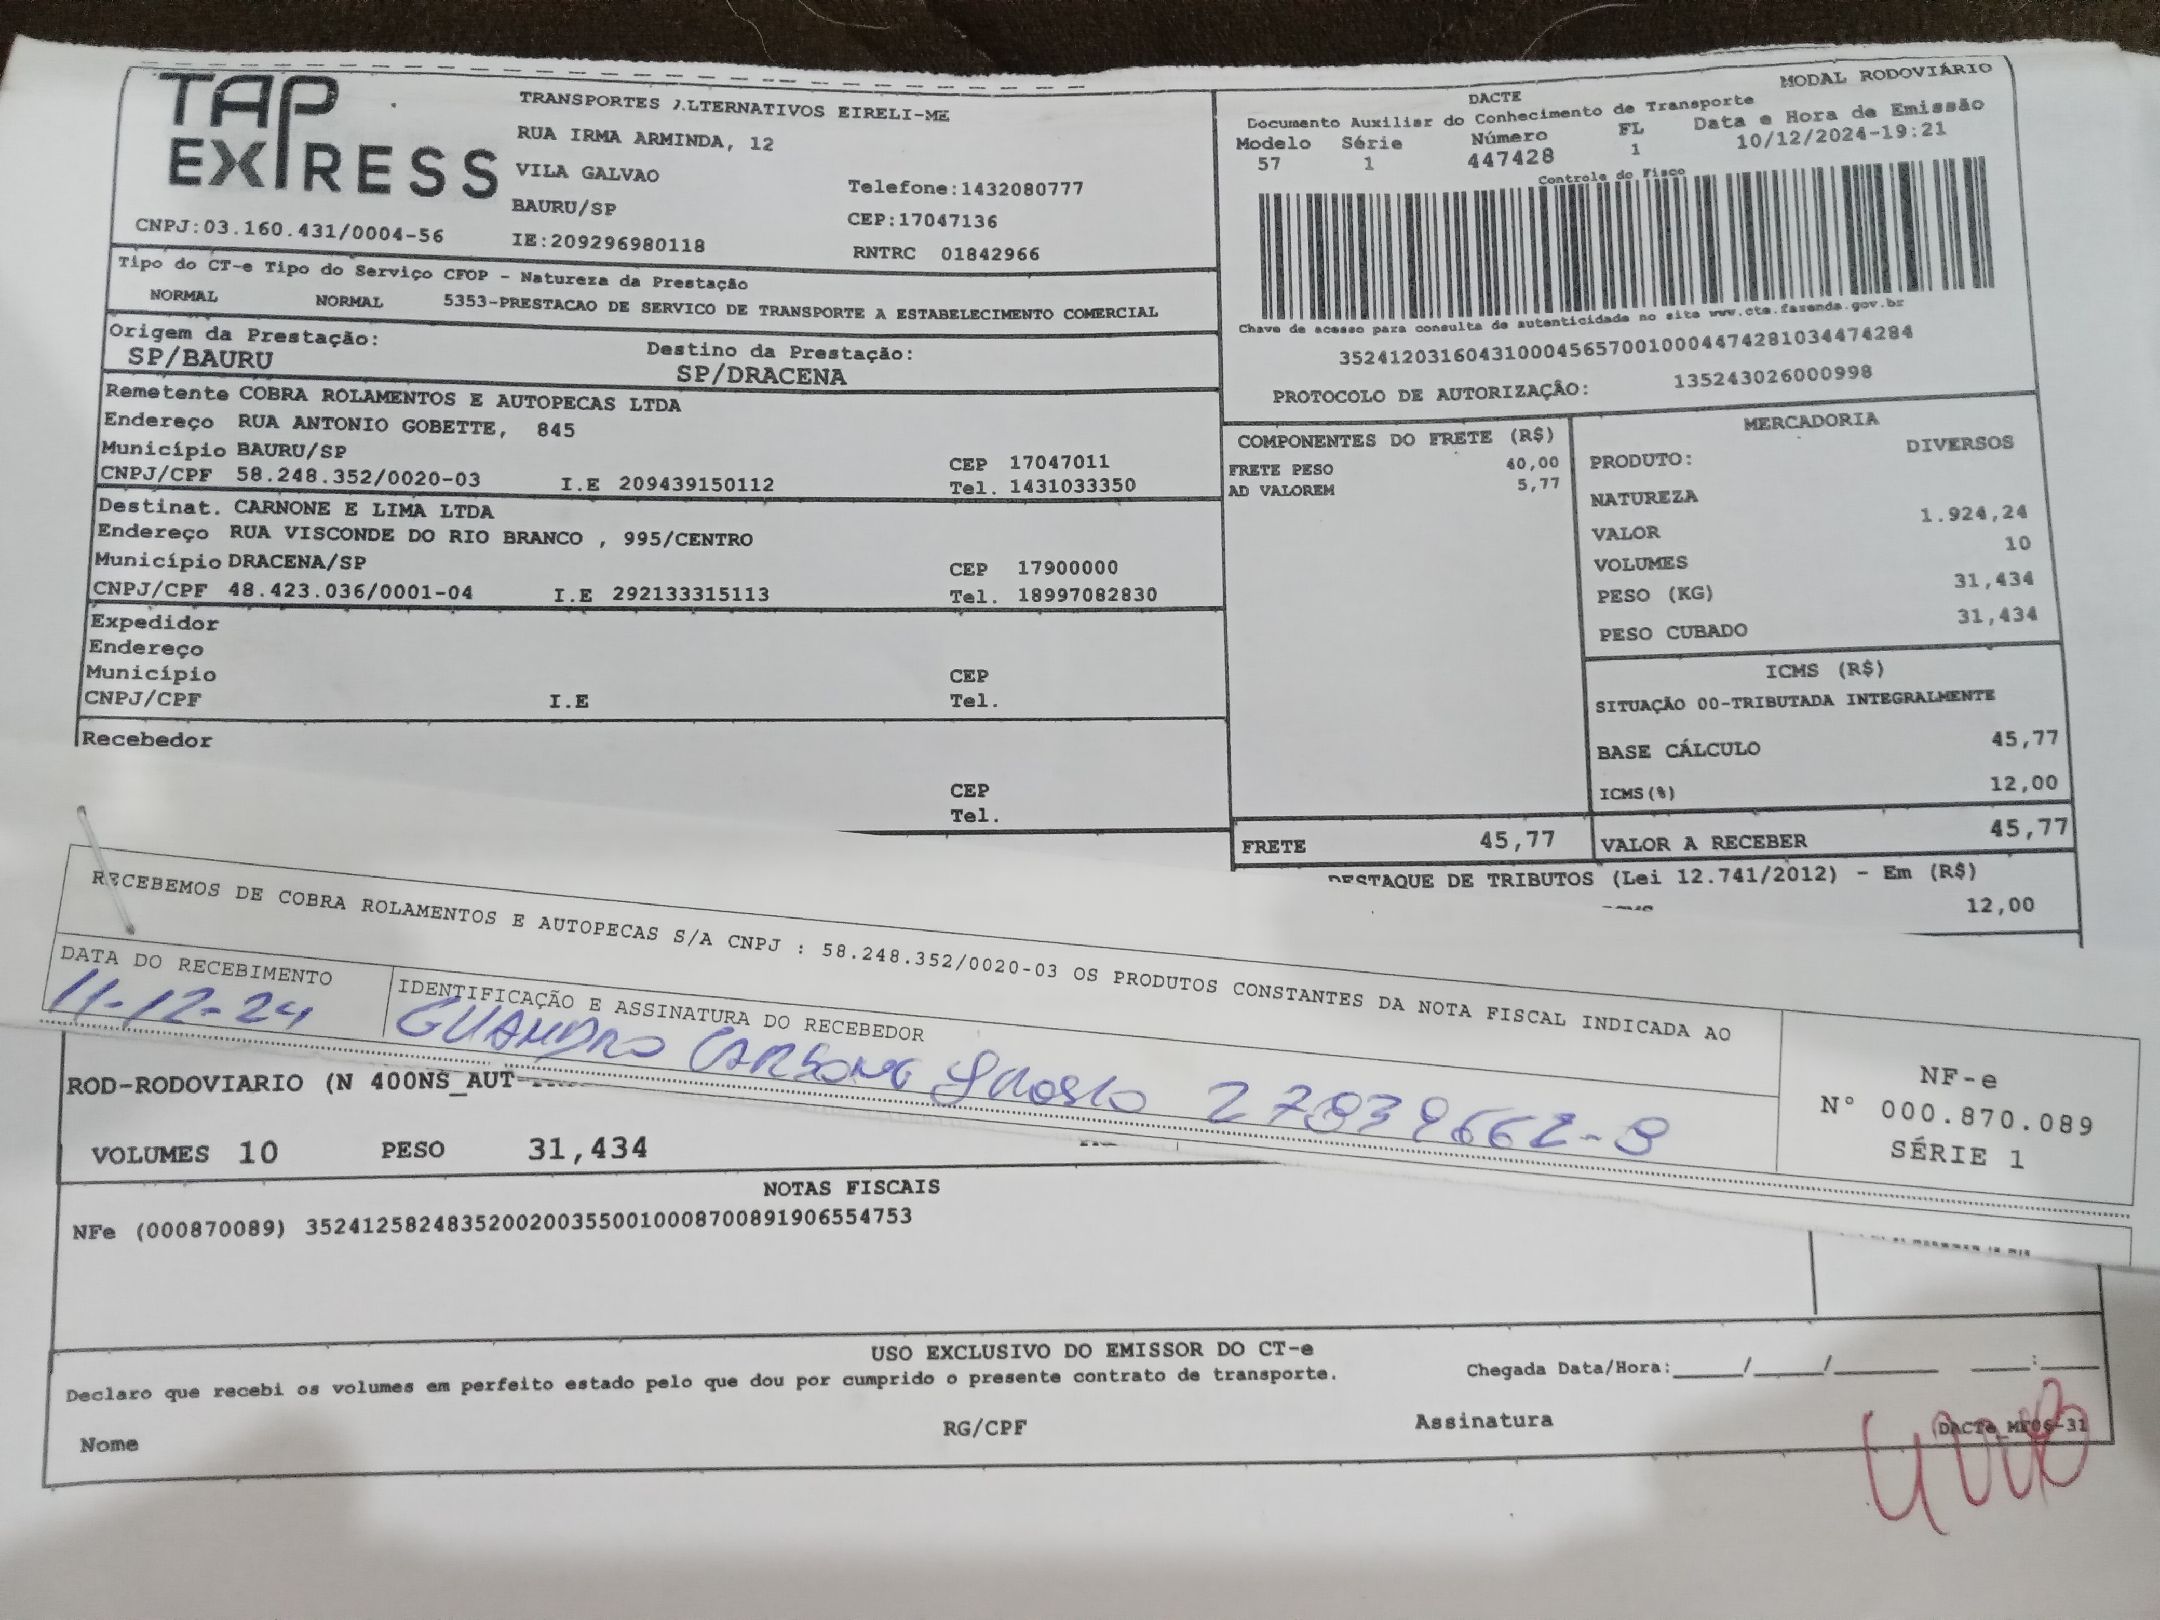 TAP EXPRESS
CNPJ:03.160.431/0004-56
TRANSPORTES ALTERNATIVOS EIRELI-ME
RUA IRMA ARMINDA, 12
VILA GALVAO
BAURU/SP
IE:209296980118
Telefone:1432080777
CEP:17047136
RNTRC 01842966
Tipo do CT-e Tipo do Serviço CFOP - Natureza da Prestação
NORMAL NORMAL 5353-PRESTACAO DE SERVICO DE TRANSPORTE A ESTABELECIMENTO COMERCIAL
Origem da Prestação: Destino da Prestação:
SP/BAURU SP/DRACENA
Remetente COBRA ROLAMENTOS E AUTOPECAS LTDA
Endereço RUA ANTONIO GOBETTE, 845
Município BAURU/SP CEP 17047011
CNPJ/CPF 58.248.352/0020-03 I.E 209439150112 Tel. 1431033350
Destinat. CARNONE E LIMA LTDA
Endereço RUA VISCONDE DO RIO BRANCO , 995/CENTRO
Município DRACENA/SP CEP 17900000
CNPJ/CPF 48.423.036/0001-04 I.E 292133315113 Tel. 18997082830
Expedidor
Endereço
Município CEP
CNPJ/CPF I.E Tel.
Recebedor
CEP
Tel.
DACTE MODAL RODOVIÁRIO
Documento Auxiliar do Conhecimento de Transporte
Modelo Série Número FL Data e Hora de Emissão
57 1 447428 1 10/12/2024-19:21
Controle do Fisco
Chave de acesso para consulta de autenticidade no site www.cte.fazenda.gov.br
35241203160431000456570010004474281034474284
PROTOCOLO DE AUTORIZAÇÃO: 135243026000998
COMPONENTES DO FRETE (R$)
FRETE PESO 40,00
AD VALOREM 5,77
MERCADORIA
PRODUTO: DIVERSOS
NATUREZA
VALOR 1.924,24
VOLUMES 10
PESO (KG) 31,434
PESO CUBADO 31,434
ICMS (R$)
SITUAÇÃO 00-TRIBUTADA INTEGRALMENTE
BASE CÁLCULO 45,77
ICMS(%) 12,00
FRETE 45,77 VALOR A RECEBER 45,77
DESTAQUE DE TRIBUTOS (Lei 12.741/2012) - Em (R$)
12,00
RECEBEMOS DE COBRA ROLAMENTOS E AUTOPECAS S/A CNPJ : 58.248.352/0020-03 OS PRODUTOS CONSTANTES DA NOTA FISCAL INDICADA AO
DATA DO RECEBIMENTO IDENTIFICAÇÃO E ASSINATURA DO RECEBEDOR
11-12-24
NF-e
N° 000.870.089
SÉRIE 1
ROD-RODOVIARIO (N 400NS_AUT
VOLUMES 10 PESO 31,434
NOTAS FISCAIS
NFe (000870089) 35241258248352002003550010008700891906554753
USO EXCLUSIVO DO EMISSOR DO CT-e
Declaro que recebi os volumes em perfeito estado pelo que dou por cumprido o presente contrato de transporte. Chegada Data/Hora:____/____/______ ____:____
Nome RG/CPF Assinatura